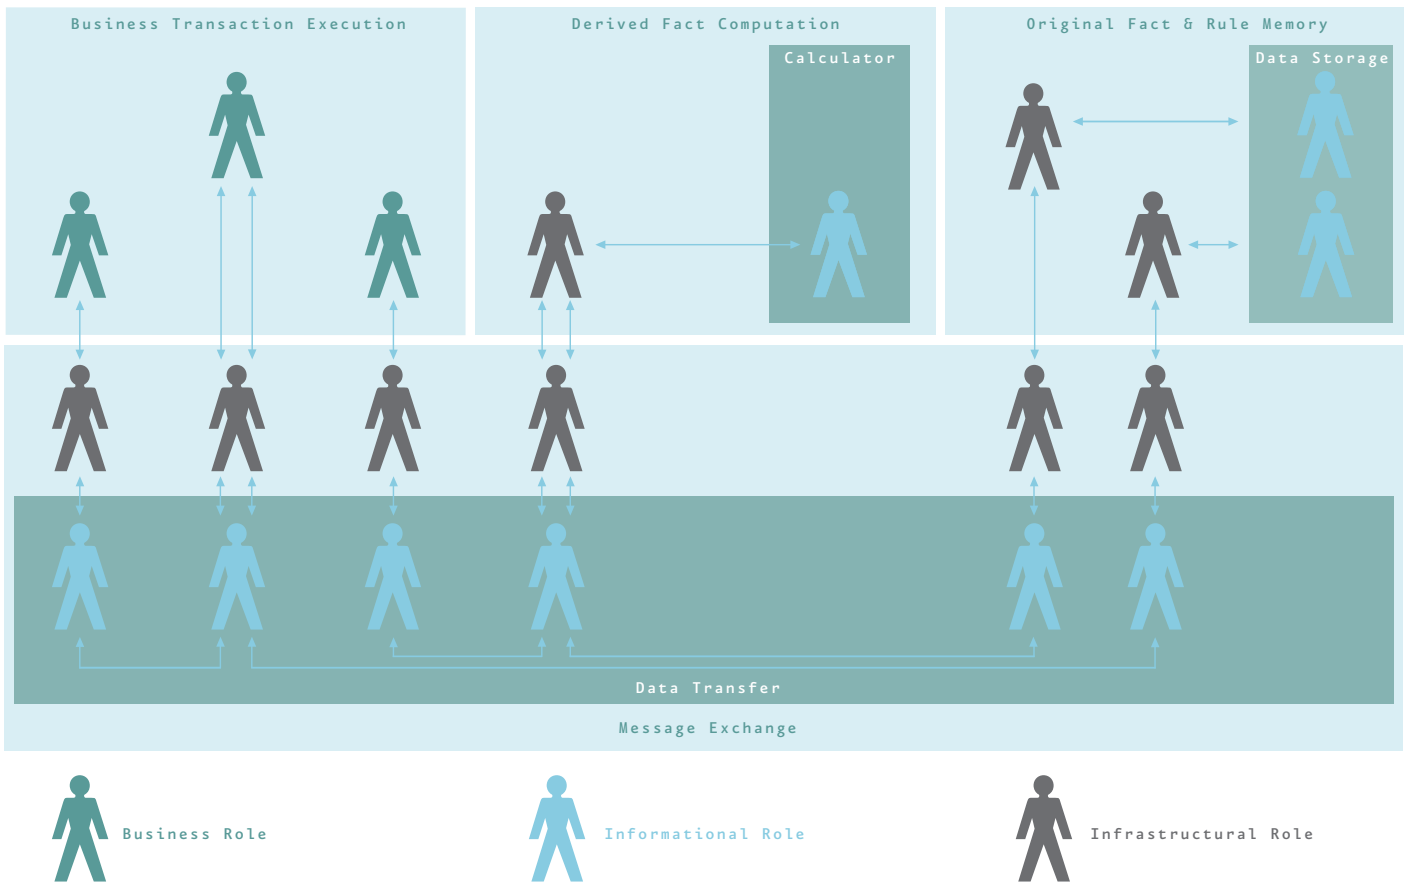 Business Transaction Execution
Derived Fact Computation
Original Fact & Rule Memory
Calculator
Data Storage
Data Transfer
Message Exchange
Business Role
Informational Role
Infrastructural Role